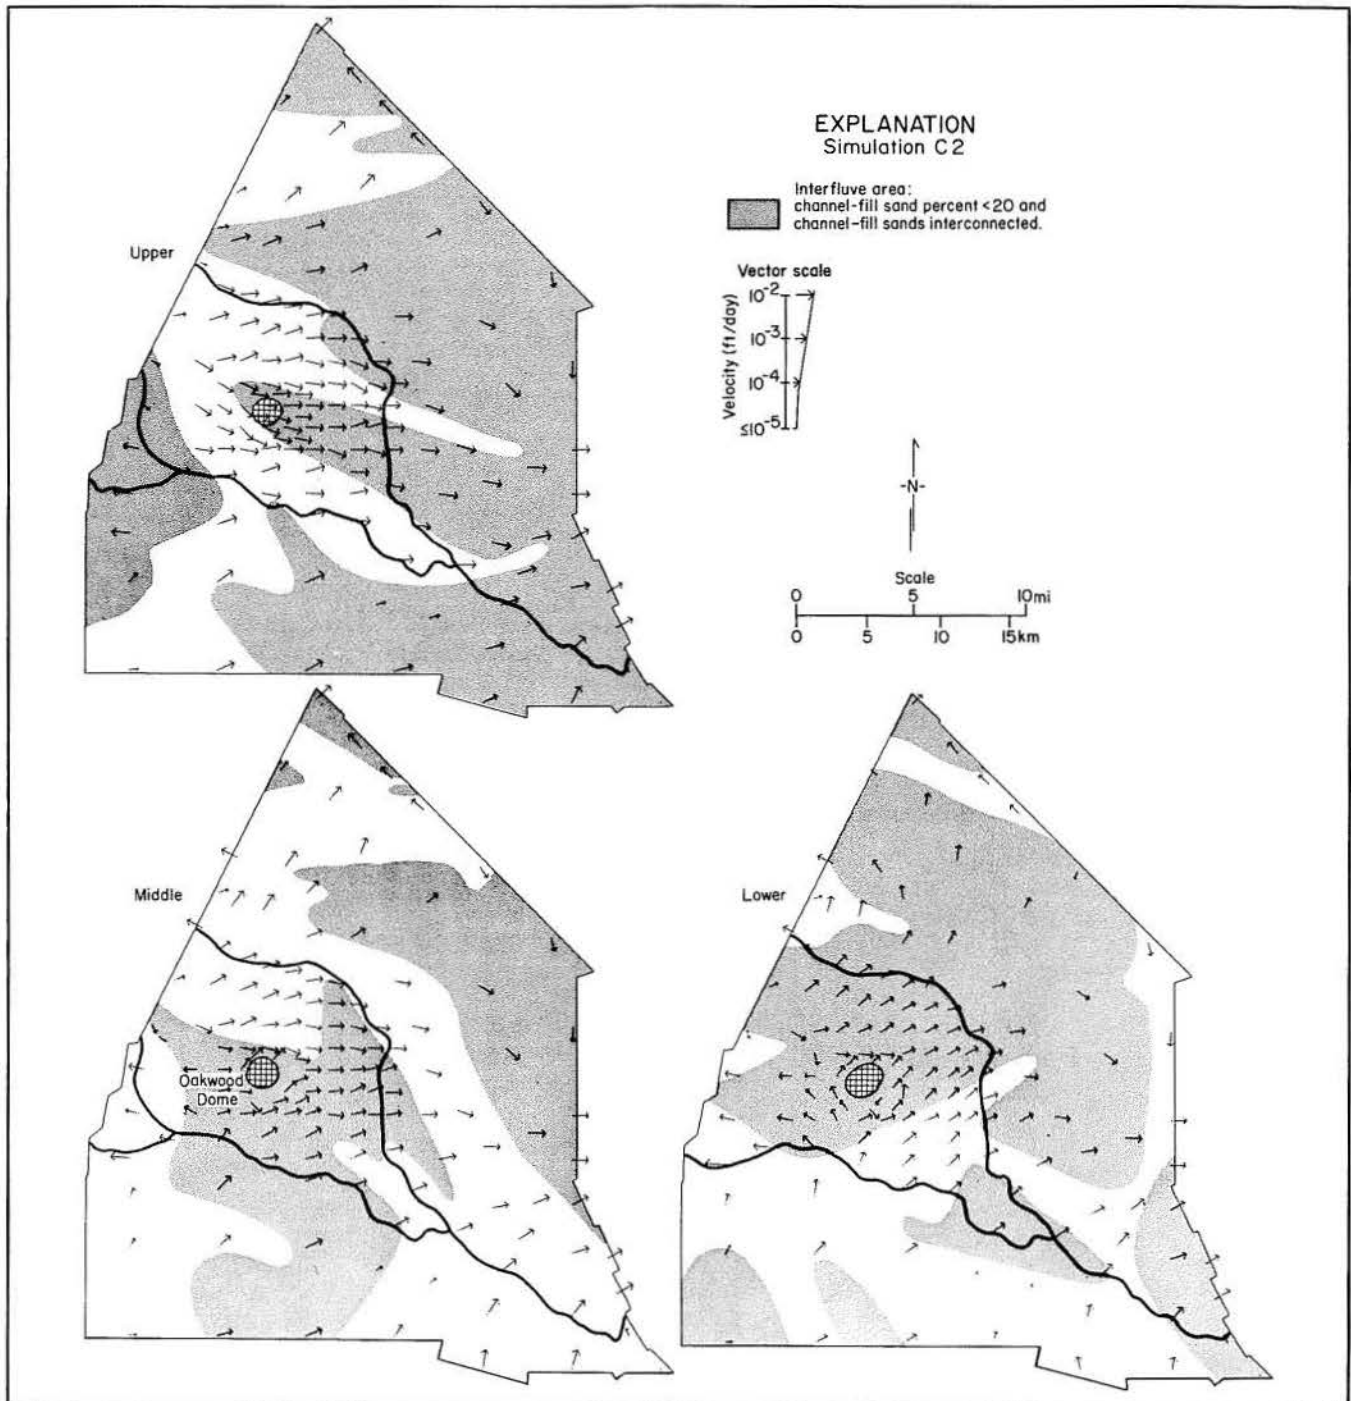 EXPLANATION
Simulation C2
Interfluve area:
channel-fill sand percent <20 and
channel-fill sands interconnected.
Upper
Vector scale
Velocity (ft/day)
10-2
10-3
10-4
≤10-5
-N-
Scale
0 5 10mi
0 5 10 15km
Middle
Oakwood
Dome
Lower